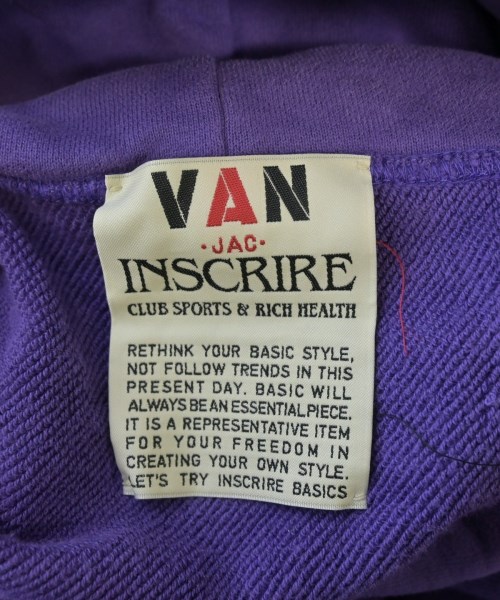 VAN
·JAC·
INSCRIRE
CLUB SPORTS & RICH HEALTH
RETHINK YOUR BASIC STYLE,
NOT FOLLOW TRENDS IN THIS
PRESENT DAY. BASIC WILL
ALWAYS BE AN ESSENTIAL PIECE.
IT IS A REPRESENTATIVE ITEM
FOR YOUR FREEDOM IN
CREATING YOUR OWN STYLE.
LET'S TRY INSCRIRE BASICS